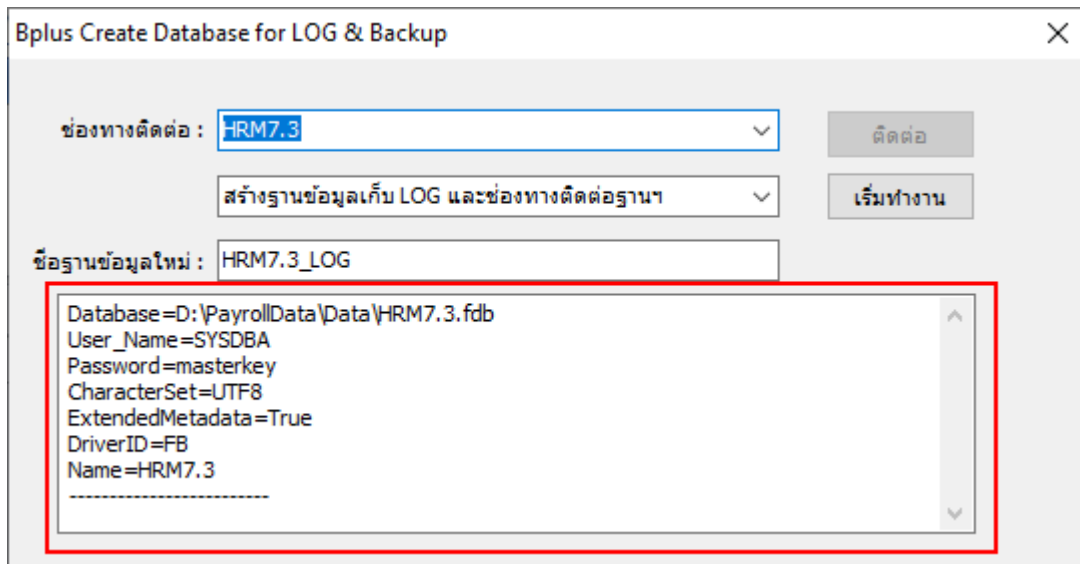 Bplus Create Database for LOG & Backup
ช่องทางติดต่อ : HRM7.3 ติดต่อ
สร้างฐานข้อมูลเก็บ LOG และช่องทางติดต่อฐานฯ เริ่มทำงาน
ชื่อฐานข้อมูลใหม่ : HRM7.3_LOG
Database=D:\PayrollData\Data\HRM7.3.fdb
User_Name=SYSDBA
Password=masterkey
CharacterSet=UTF8
ExtendedMetadata=True
DriverID=FB
Name=HRM7.3
-------------------------